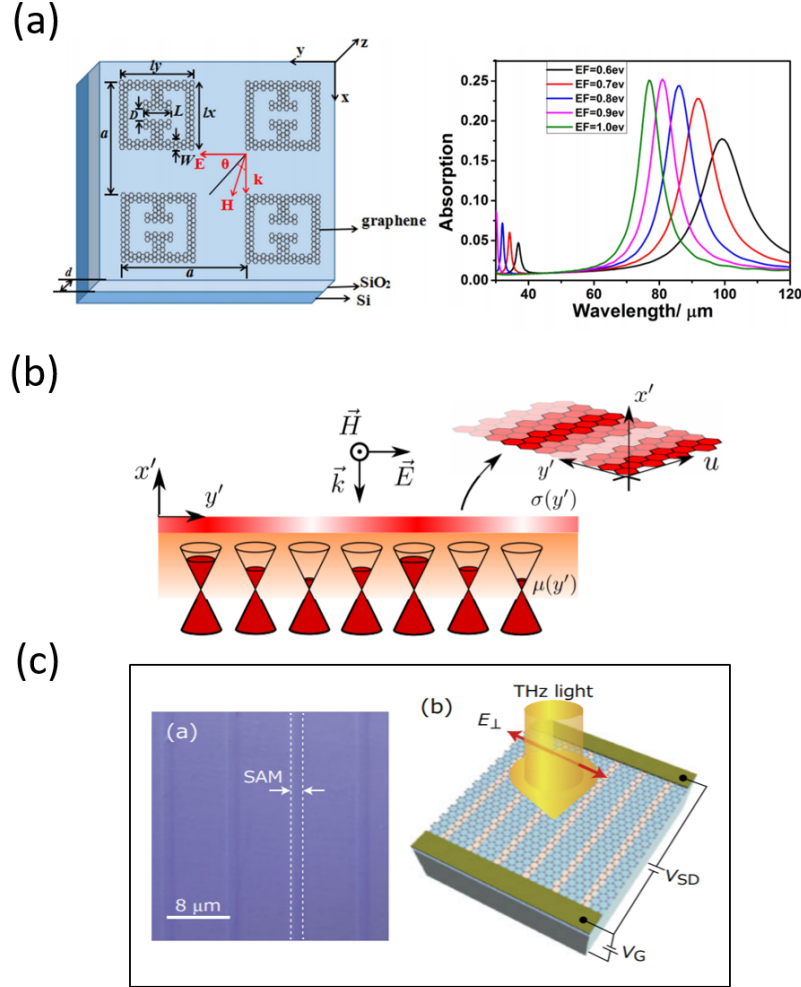 (a)
ly
y
z
x
a
D
L
lx
W
E
θ
k
H
graphene
a
d
SiO₂
Si
Absorption
0.25
0.20
0.15
0.10
0.05
0.00
EF=0.6ev
EF=0.7ev
EF=0.8ev
EF=0.9ev
EF=1.0ev
40 60 80 100 120
Wavelength/ μm
(b)
x′
y′
H⃗
E⃗
k⃗
x′
y′
u
σ(y′)
μ(y′)
(c)
(a)
SAM
8 μm
(b)
THz light
E⊥
VSD
VG